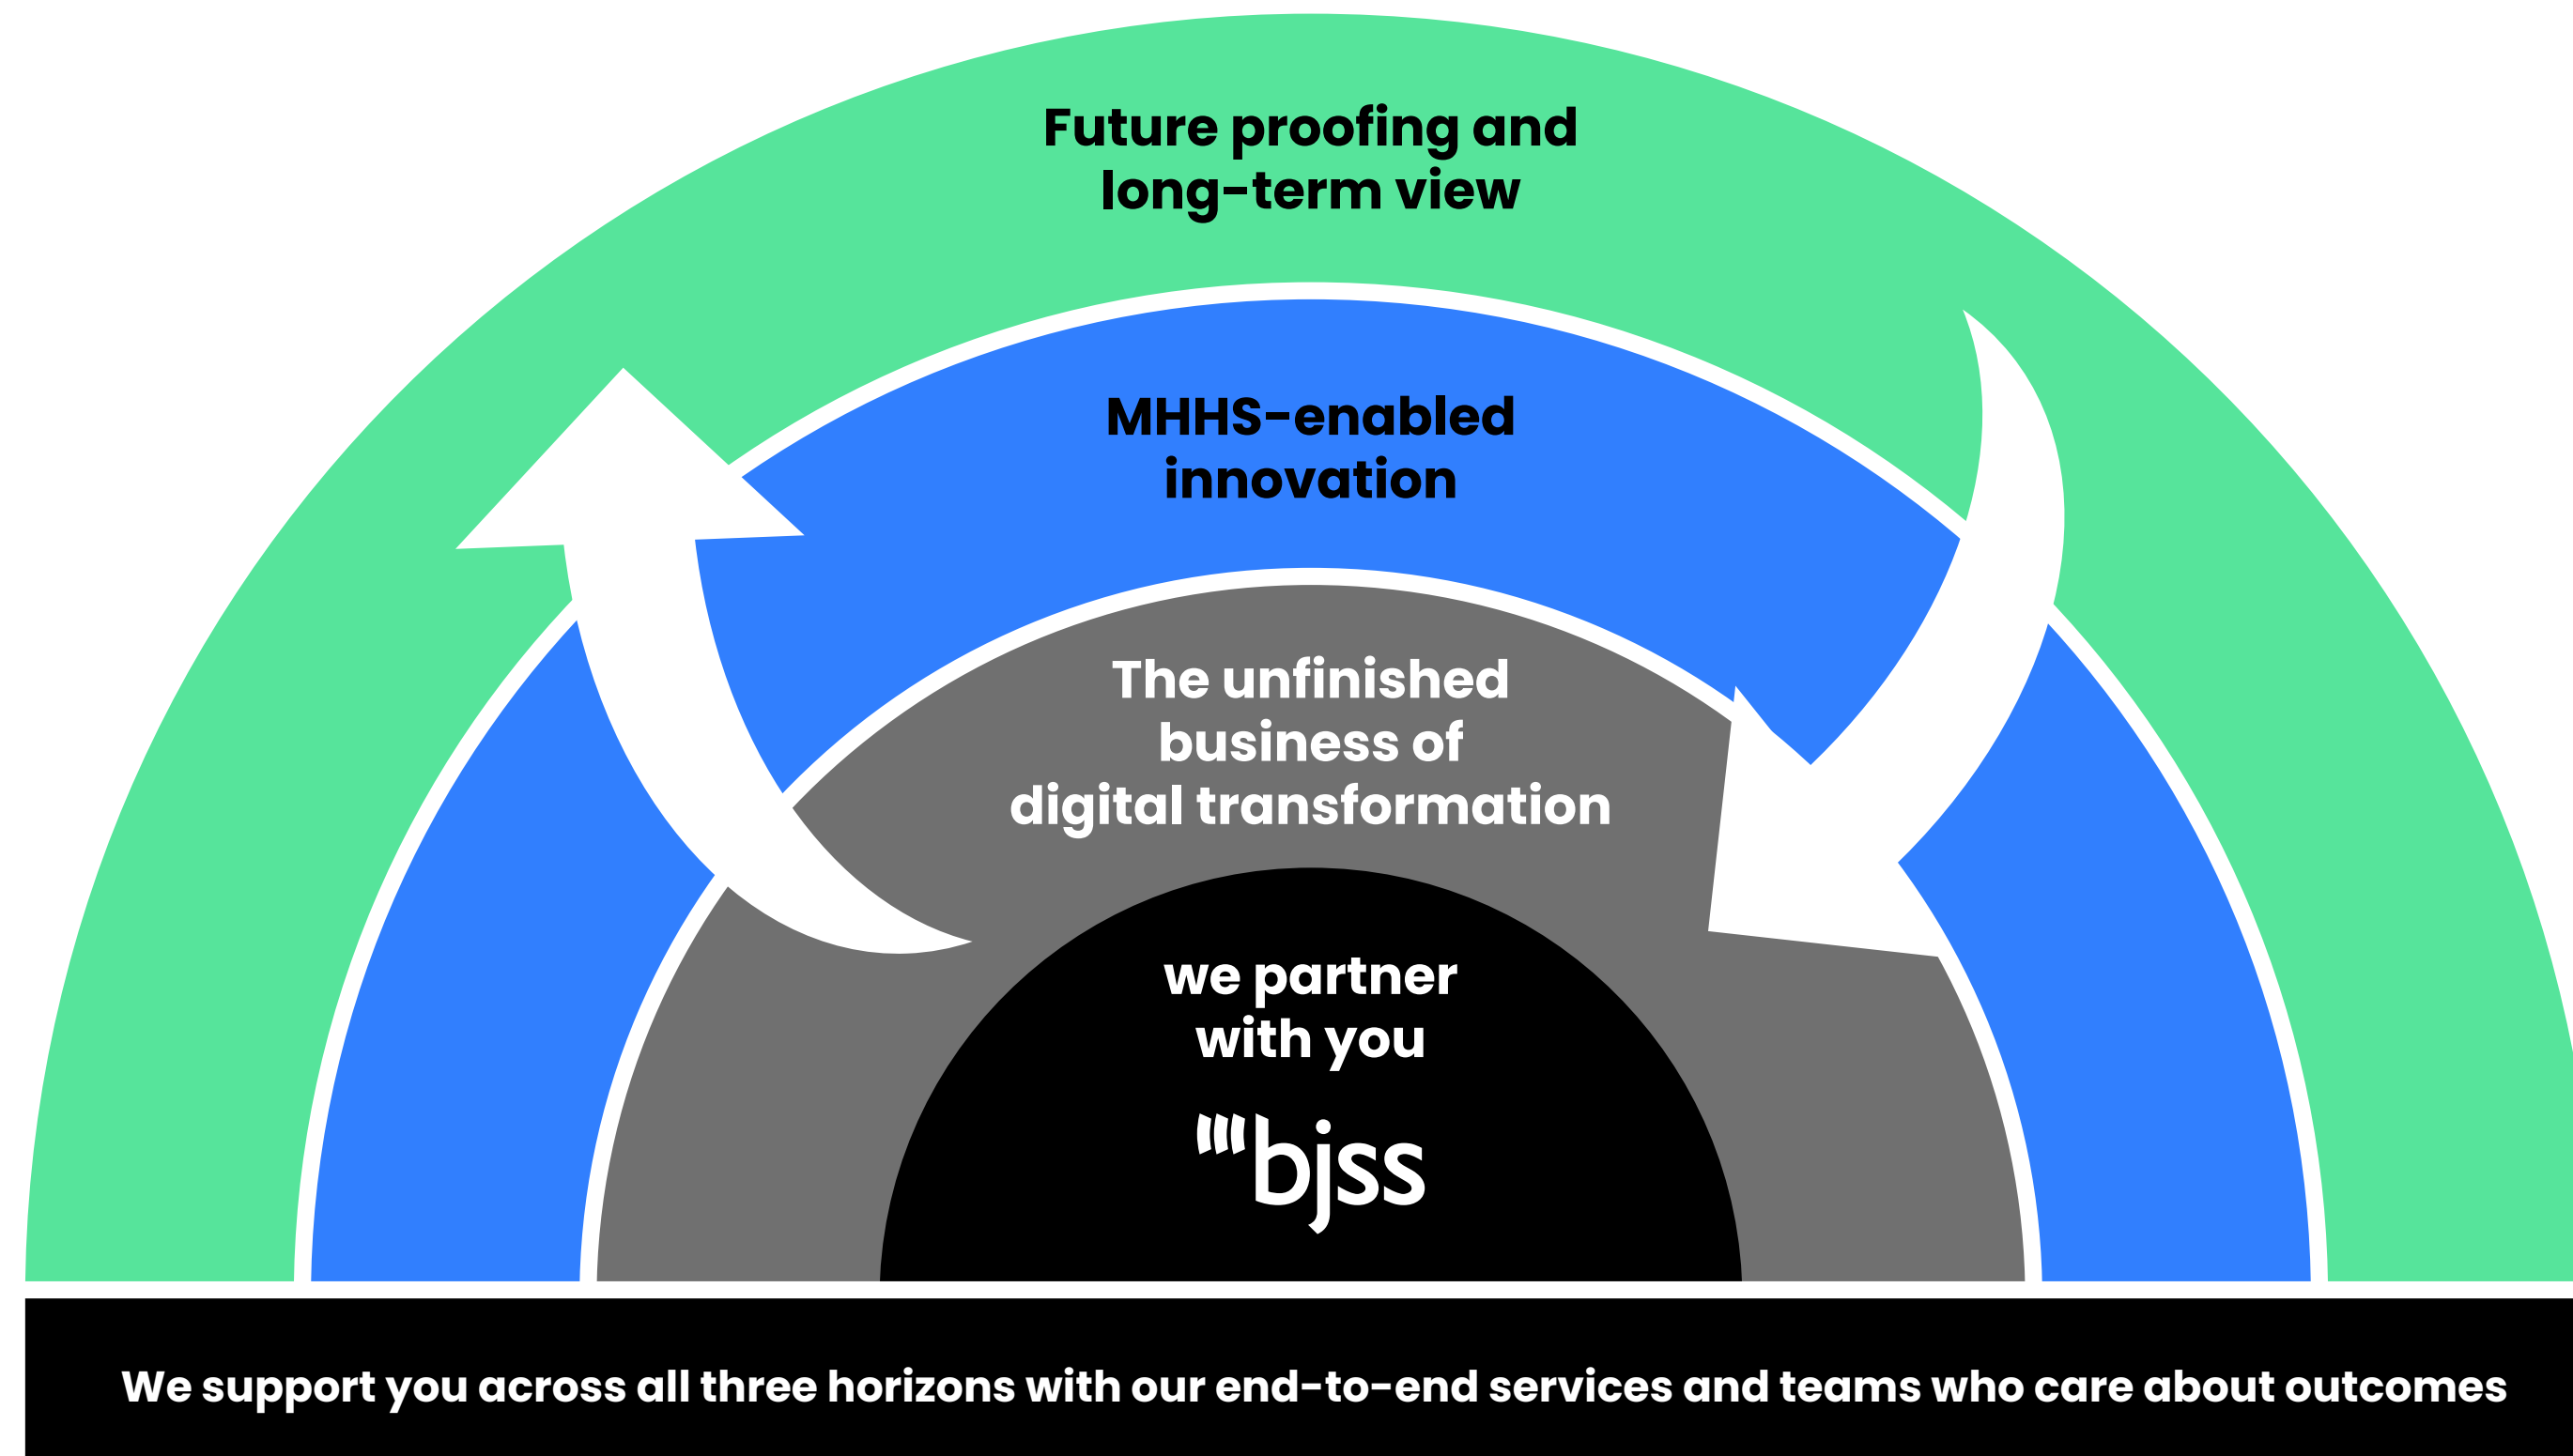 Future proofing and
long-term view
MHHS-enabled
innovation
The unfinished
business of
digital transformation
we partner
with you
bjss
We support you across all three horizons with our end-to-end services and teams who care about outcomes